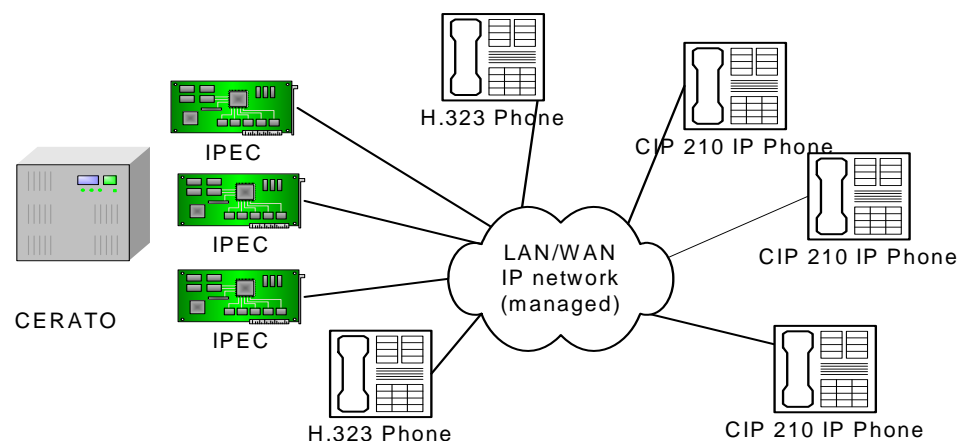 H.323 Phone
CIP 210 IP Phone
IPEC
IPEC
LAN/WAN
IP network
(managed)
CIP 210 IP Phone
CERATO
IPEC
H.323 Phone
CIP 210 IP Phone